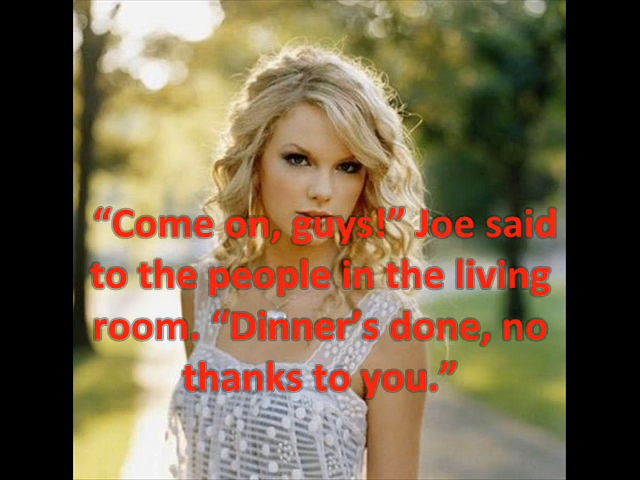 “Come on, guys!” Joe said
to the people in the living
room. “Dinner’s done, no
thanks to you.”